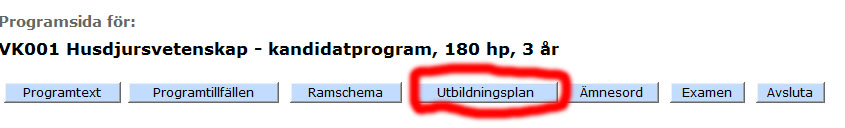 Programsida för:
VK001 Husdjursvetenskap - kandidatprogram, 180 hp, 3 år
Programtext Programtillfällen Ramschema Utbildningsplan Ämnesord Examen Avsluta